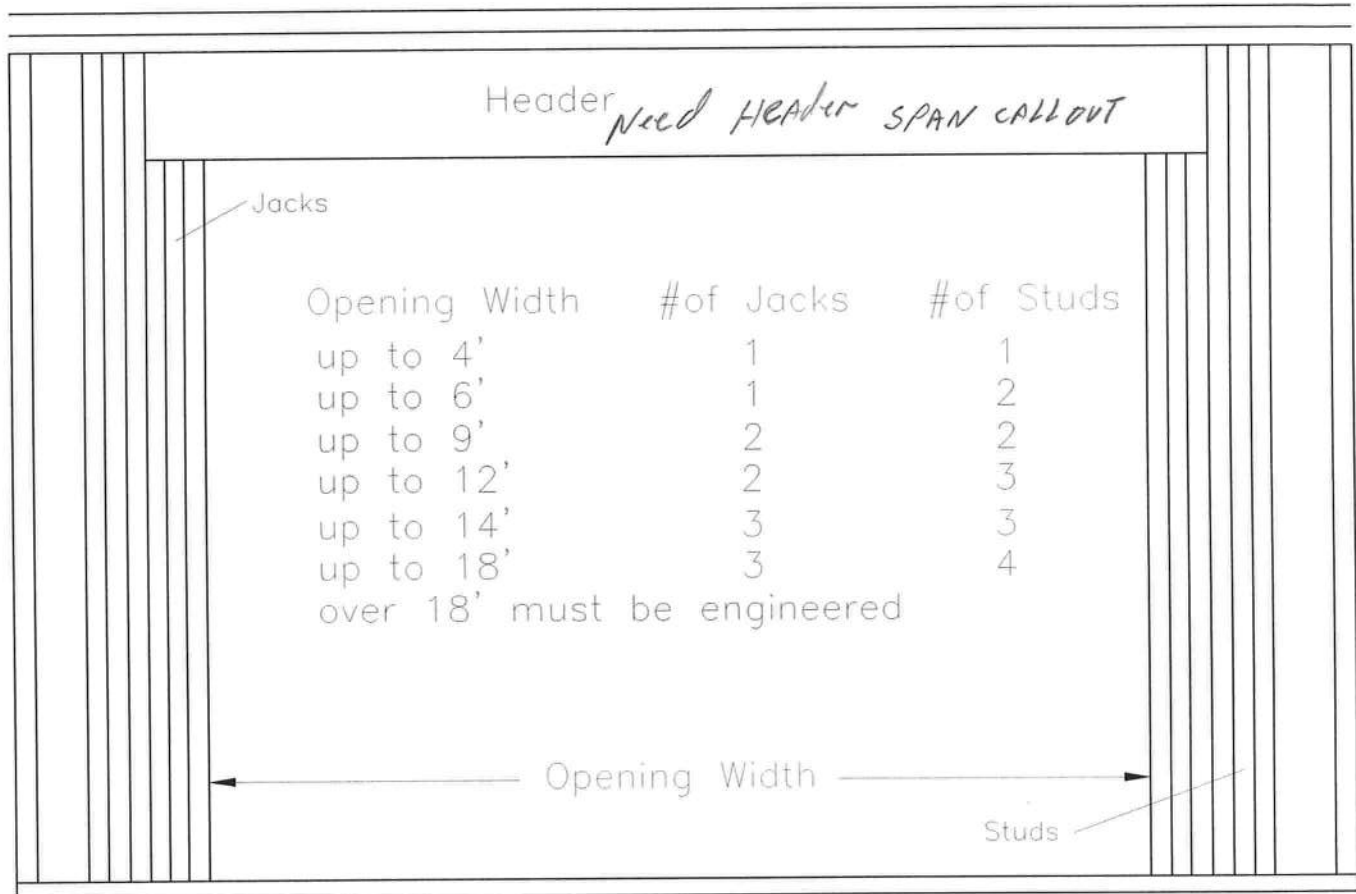 Header Need Header SPAN CALLOUT
Jacks
Opening Width #of Jacks #of Studs
up to 4' 1 1
up to 6' 1 2
up to 9' 2 2
up to 12' 2 3
up to 14' 3 3
up to 18' 3 4
over 18' must be engineered
Opening Width
Studs